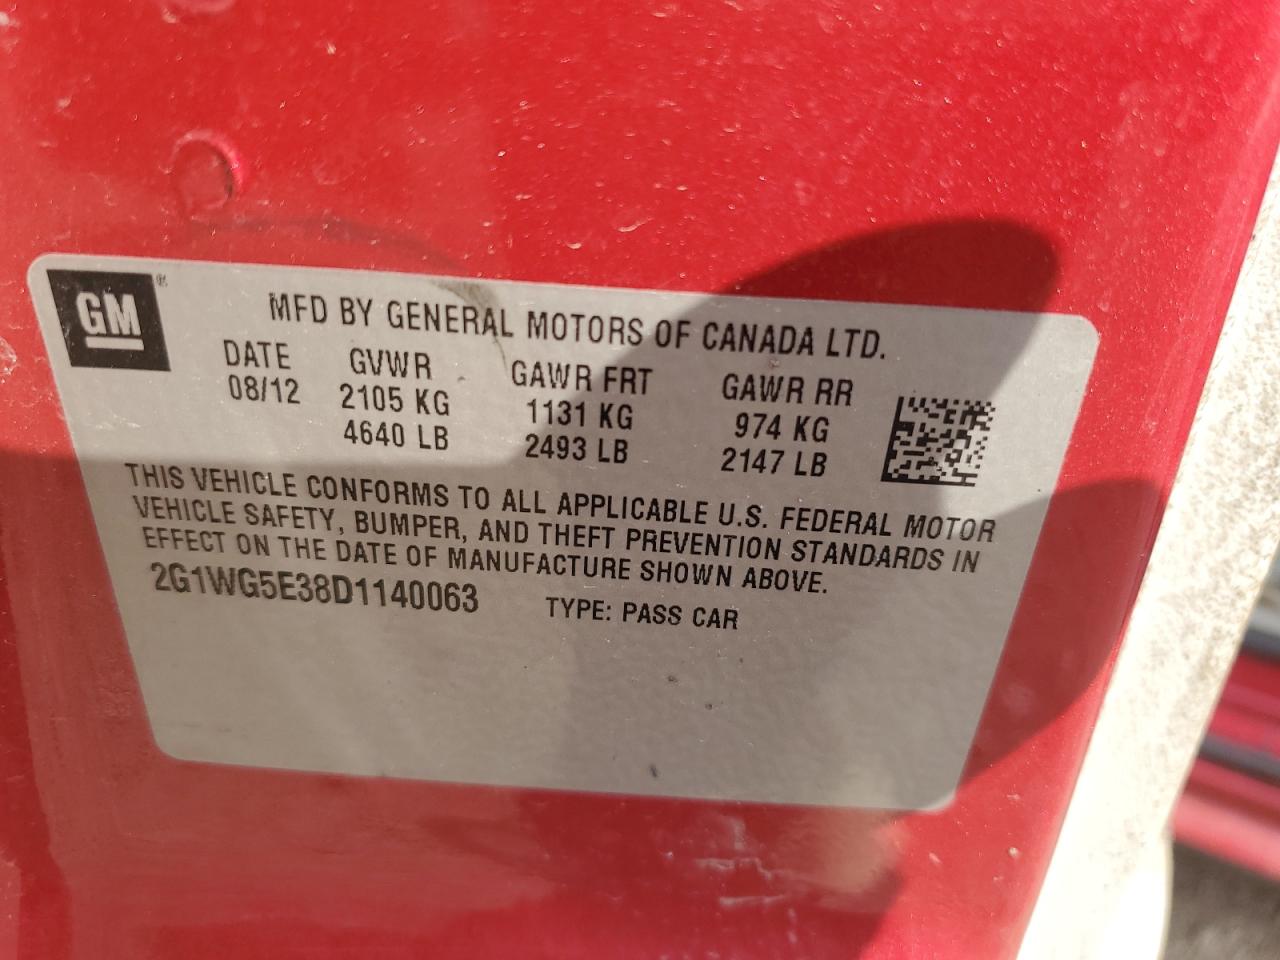 GM ®
MFD BY GENERAL MOTORS OF CANADA LTD.
DATE GVWR GAWR FRT GAWR RR
08/12 2105 KG 1131 KG 974 KG
4640 LB 2493 LB 2147 LB
THIS VEHICLE CONFORMS TO ALL APPLICABLE U.S. FEDERAL MOTOR
VEHICLE SAFETY, BUMPER, AND THEFT PREVENTION STANDARDS IN
EFFECT ON THE DATE OF MANUFACTURE SHOWN ABOVE.
2G1WG5E38D1140063 TYPE: PASS CAR